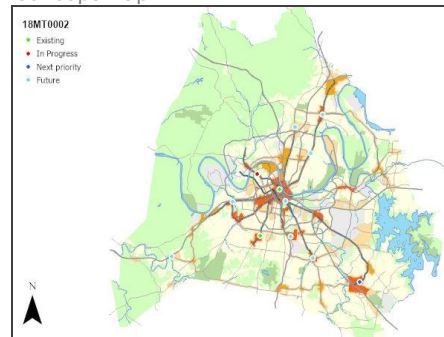 18MT0002
Existing
In Progress
Next priority
Future
N